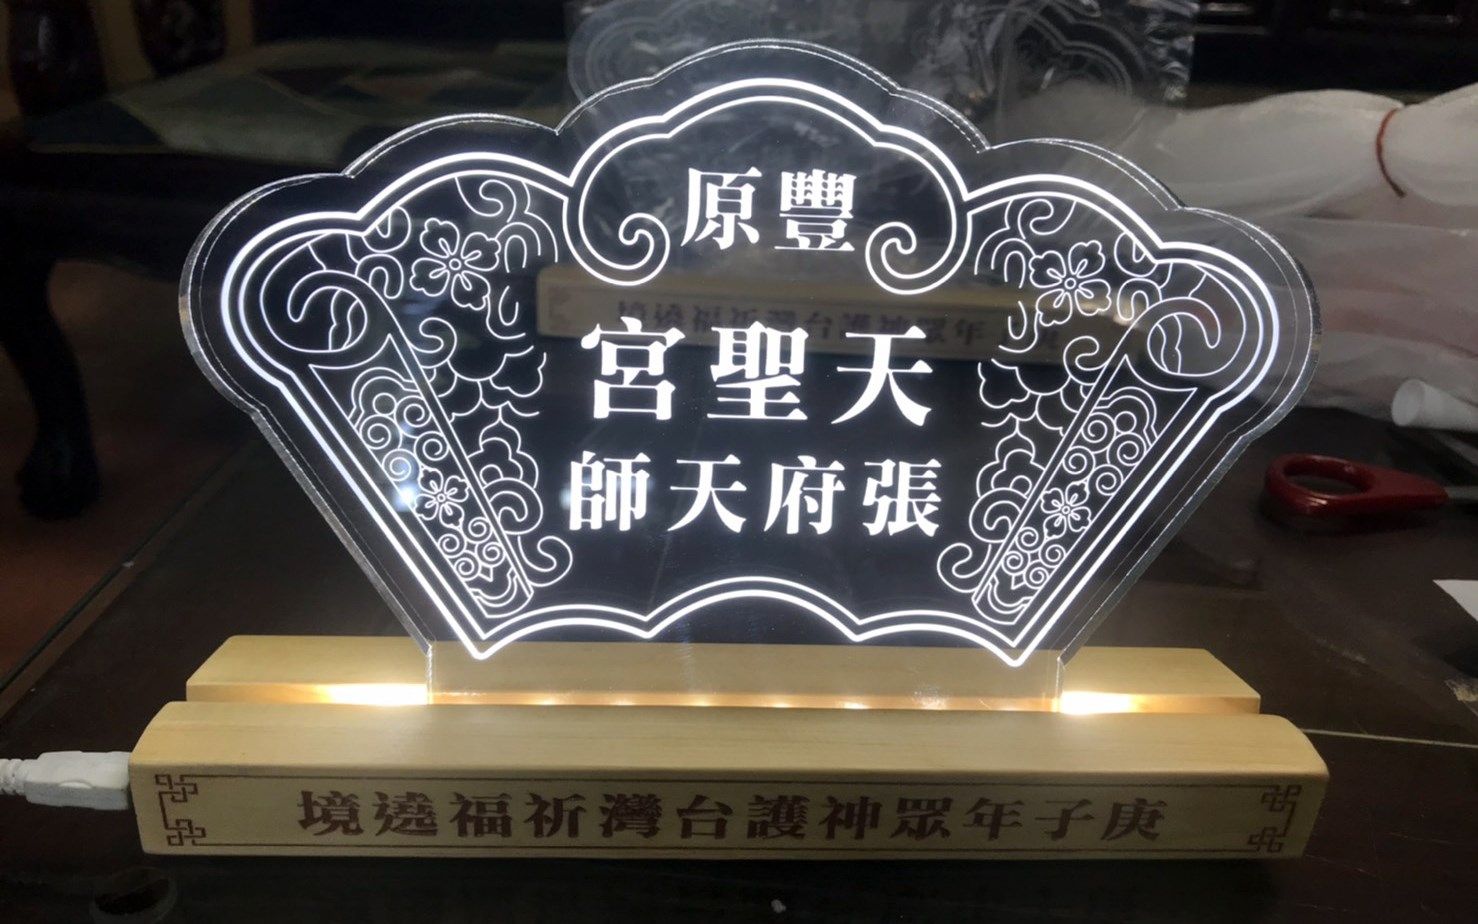 豐原
天聖宮
張府天師
庚子年眾神護台灣祈福遶境